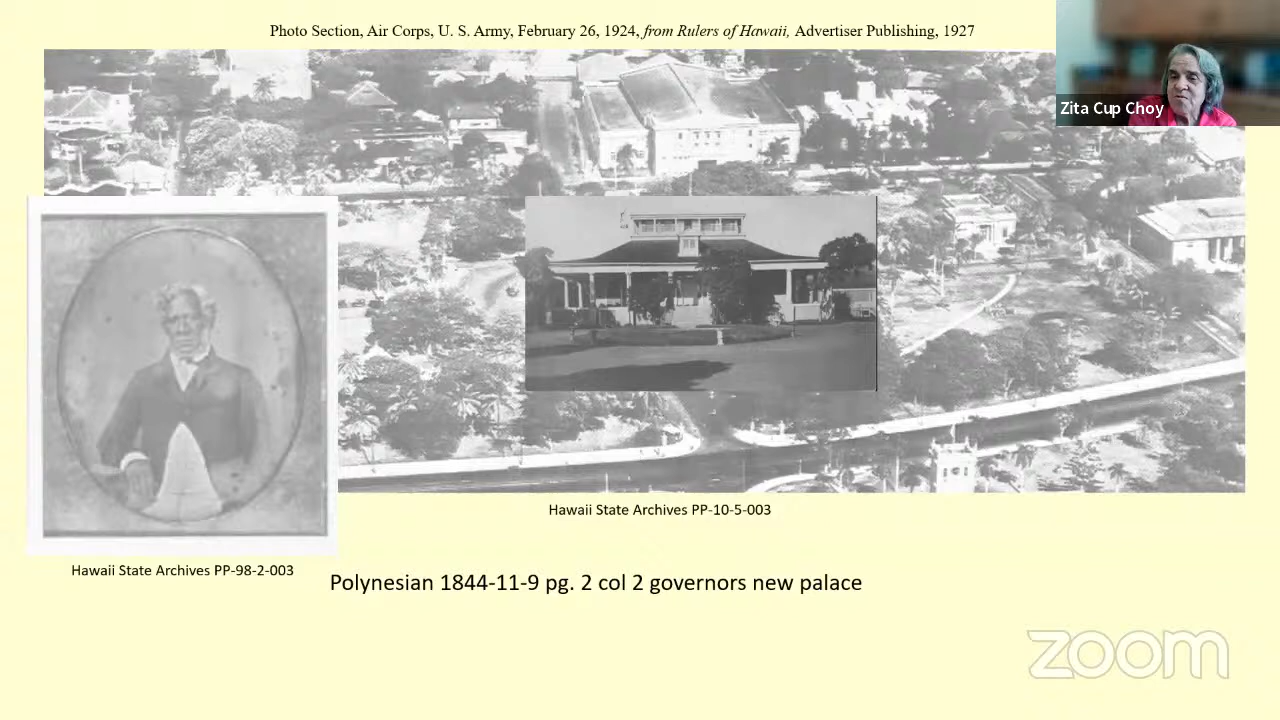 Photo Section, Air Corps, U. S. Army, February 26, 1924, from Rulers of Hawaii, Advertiser Publishing, 1927
Zita Cup Choy
Hawaii State Archives PP-10-5-003
Hawaii State Archives PP-98-2-003
Polynesian 1844-11-9 pg. 2 col 2 governors new palace
zoom